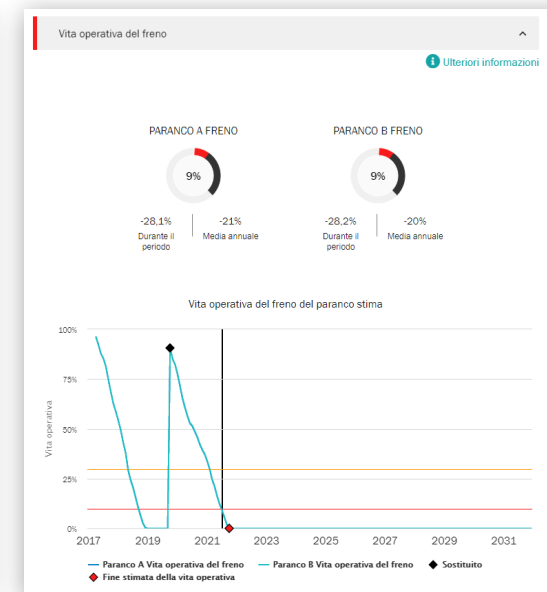 Vita operativa del freno
Ulteriori informazioni
PARANCO A FRENO
PARANCO B FRENO
9%
9%
-28,1%
-21%
-28,2%
-20%
Durante il
periodo
Media annuale
Durante il
periodo
Media annuale
Vita operativa del freno del paranco stima
100%
75%
50%
25%
0%
Vita operativa
2017 2019 2021 2023 2025 2027 2029 2031
Paranco A Vita operativa del freno
Paranco B Vita operativa del freno
Sostituito
Fine stimata della vita operativa